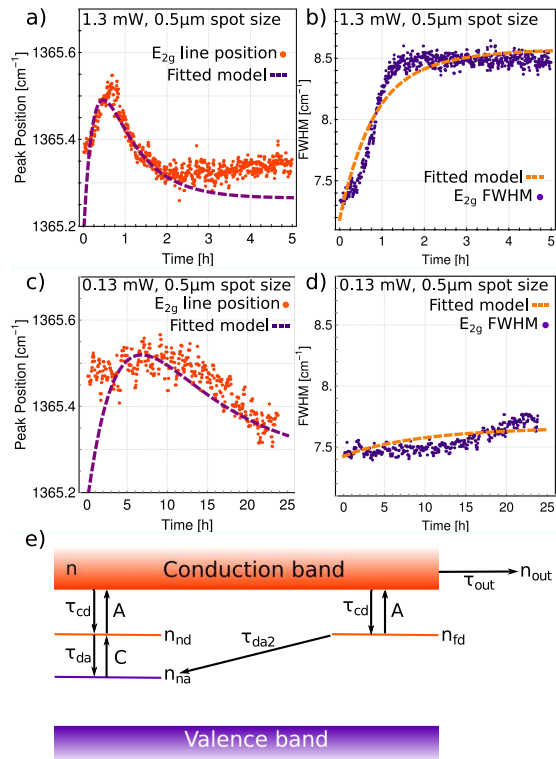 a)
1.3 mW, 0.5μm spot size
E2g line position
Fitted model
Peak Position [cm⁻¹]
1365.6
1365.4
1365.2
0 1 2 3 4 5
Time [h]
b)
1.3 mW, 0.5μm spot size
FWHM [cm⁻¹]
8.5
8.
7.5
Fitted model
E2g FWHM
0 1 2 3 4 5
Time [h]
c)
0.13 mW, 0.5μm spot size
E2g line position
Fitted model
Peak Position [cm⁻¹]
1365.6
1365.4
1365.2
0 5 10 15 20 25
Time [h]
d)
0.13 mW, 0.5μm spot size
Fitted model
E2g FWHM
FWHM [cm⁻¹]
8.5
8.
7.5
0 5 10 15 20 25
Time [h]
e)
n Conduction band
τout nout
τcd A τcd A
nnd τda2 nfd
τda C
nna
Valence band